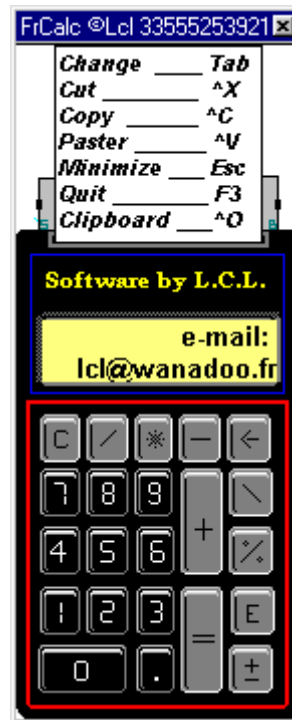 FrCalc ©Lcl 33555253921
Change ____ Tab
Cut ________ ^X
Copy _______ ^C
Paster ______ ^V
Minimize ___ Esc
Quit ________ F3
Clipboard ___ ^O
Software by L.C.L.
e-mail:
lcl@wanadoo.fr
C / * - ←
7 8 9 + \
4 5 6 %
1 2 3 = E
0 . ±